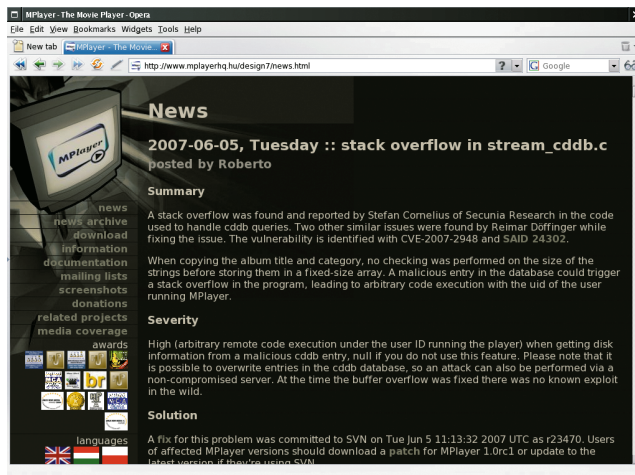 MPlayer - The Movie Player - Opera
File Edit View Bookmarks Widgets Tools Help
New tab
MPlayer - The Movie...
http://www.mplayerhq.hu/design7/news.html
?
G Google
MPlayer
News
2007-06-05, Tuesday :: stack overflow in stream_cddb.c
posted by Roberto
Summary
A stack overflow was found and reported by Stefan Cornelius of Secunia Research in the code
used to handle cddb queries. Two other similar issues were found by Reimar Döffinger while
fixing the issue. The vulnerability is identified with CVE-2007-2948 and SAID 24302.
When copying the album title and category, no checking was performed on the size of the
strings before storing them in a fixed-size array. A malicious entry in the database could trigger
a stack overflow in the program, leading to arbitrary code execution with the uid of the user
running MPlayer.
Severity
High (arbitrary remote code execution under the user ID running the player) when getting disk
information from a malicious cddb entry, null if you do not use this feature. Please note that it
is possible to overwrite entries in the cddb database, so an attack can also be performed via a
non-compromised server. At the time the buffer overflow was fixed there was no known exploit
in the wild.
Solution
A fix for this problem was committed to SVN on Tue Jun 5 11:13:32 2007 UTC as r23470. Users
of affected MPlayer versions should download a patch for MPlayer 1.0rc1 or update to the
latest version if they're using SVN.
news
news archive
download
information
documentation
mailing lists
screenshots
donations
related projects
media coverage
awards
br
languages